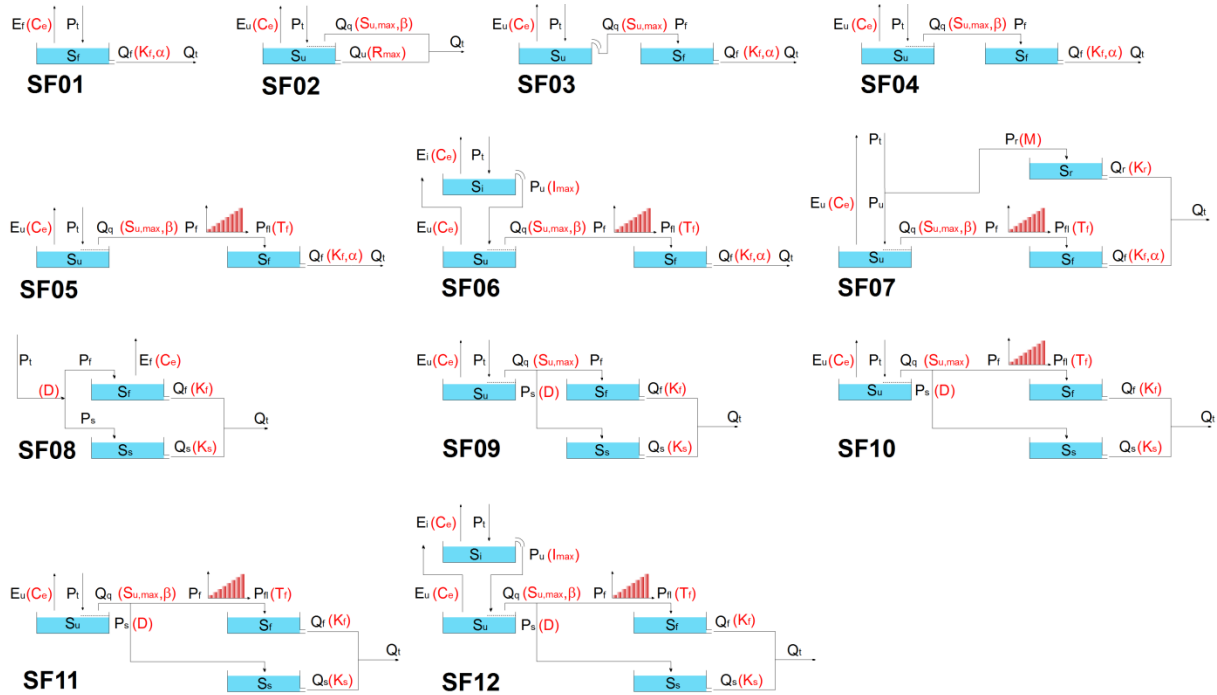 Ef (Ce) Pt
Sf Qf (Kf,α) Qt
SF01
Eu (Ce) Pt Qq (Su,max,β)
Su Qu (Rmax) Qt
SF02
Eu (Ce) Pt Qq (Su,max) Pf
Su Sf Qf (Kf,α) Qt
SF03
Eu (Ce) Pt Qq (Su,max,β) Pf
Su Sf Qf (Kf,α) Qt
SF04
Eu (Ce) Pt Qq (Su,max,β) Pf Pfl (Tf)
Su Sf Qf (Kf,α) Qt
SF05
Ei (Ce) Pt
Si Pu (Imax)
Eu (Ce) Qq (Su,max,β) Pf Pfl (Tf)
Su Sf Qf (Kf,α) Qt
SF06
Pt Pr (M)
Sr Qr (Kr)
Eu (Ce) Pu Qt
Qq (Su,max,β) Pf Pfl (Tf)
Su Sf Qf (Kf,α)
SF07
Pt Pf Ef (Ce)
(D) Sf Qf (Kf)
Ps Qt
Ss Qs (Ks)
SF08
Eu (Ce) Pt Qq (Su,max) Pf
Su Ps (D) Sf Qf (Kf)
Qt
Ss Qs (Ks)
SF09
Eu (Ce) Pt Qq (Su,max) Pf Pfl (Tf)
Su Ps (D) Sf Qf (Kf)
Qt
Ss Qs (Ks)
SF10
Eu (Ce) Pt Qq (Su,max,β) Pf Pfl (Tf)
Su Ps (D) Sf Qf (Kf)
Qt
Ss Qs (Ks)
SF11
Ei (Ce) Pt
Si Pu (Imax)
Eu (Ce) Qq (Su,max,β) Pf Pfl (Tf)
Su Ps (D) Sf Qf (Kf)
Qt
Ss Qs (Ks)
SF12